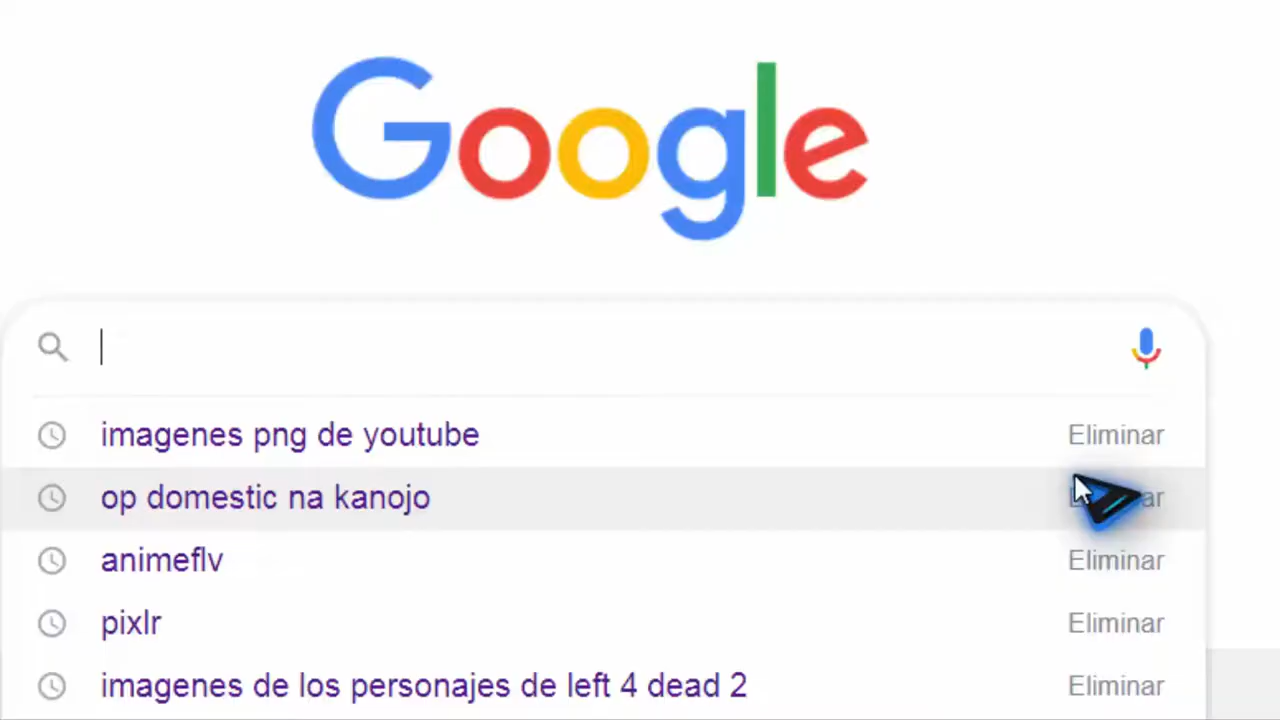 Google
imagenes png de youtube Eliminar
op domestic na kanojo
animeflv Eliminar
pixlr Eliminar
imagenes de los personajes de left 4 dead 2 Eliminar